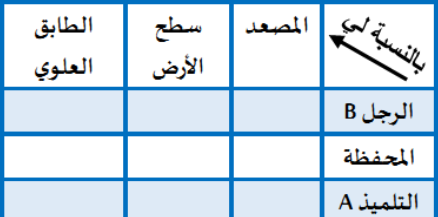 بالنسبة لي
المصعد
سطح
الأرض
الطابق
العلوي
الرجل B
المحفظة
التلميذ A